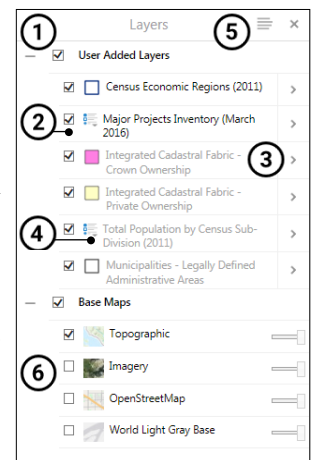 1
Layers
5
User Added Layers
Census Economic Regions (2011)
2
Major Projects Inventory (March
2016)
Integrated Cadastral Fabric -
Crown Ownership
3
Integrated Cadastral Fabric -
Private Ownership
4
Total Population by Census Sub-
Division (2011)
Municipalities - Legally Defined
Administrative Areas
Base Maps
Topographic
6
Imagery
OpenStreetMap
World Light Gray Base